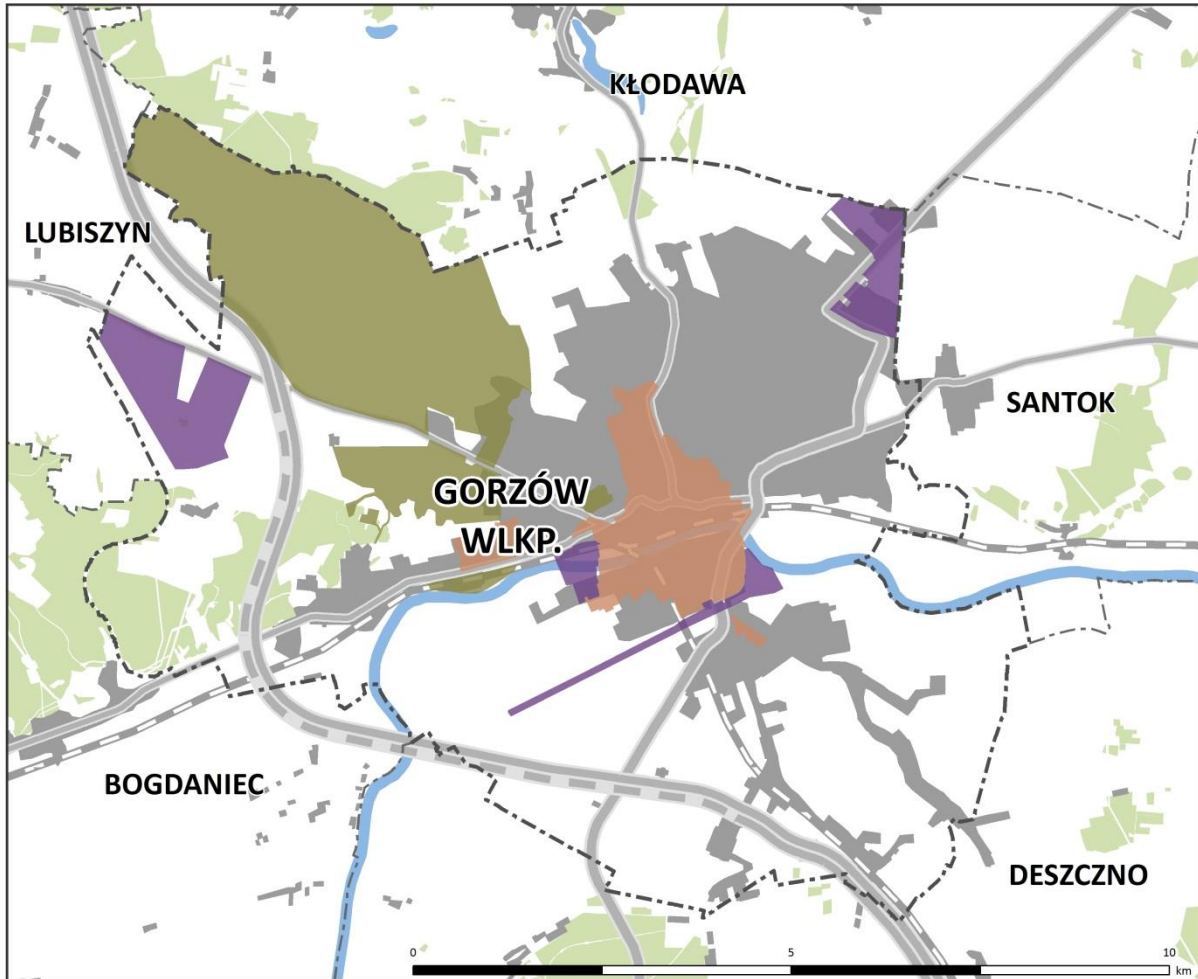 KŁODAWA
LUBISZYN
SANTOK
GORZÓW
WLKP.
BOGDANIEC
DESZCZNO
0 5 10
km